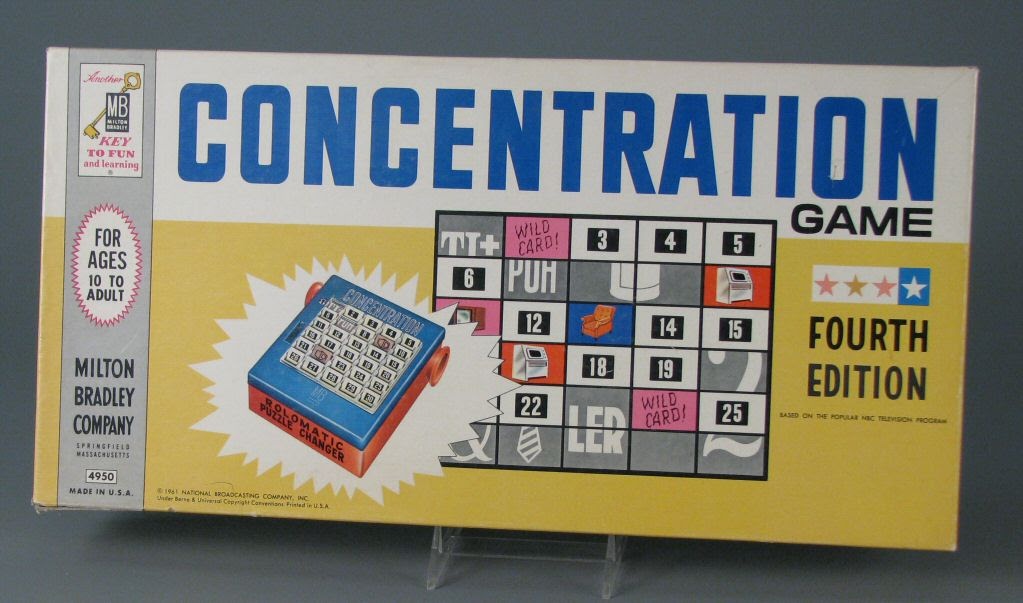 Another
MB
MILTON
BRADLEY
KEY
TO FUN
and learning
®
FOR
AGES
10 TO
ADULT
MILTON
BRADLEY
COMPANY
SPRINGFIELD
MASSACHUSETTS
4950
MADE IN U.S.A.
CONCENTRATION
GAME
WILD
CARD!
3
4
5
6
POH
12
14
15
18
19
22
LER
WILD
CARD!
25
CONCENTRATION
MB
ROLOMATIC
PUZZLE CHANGER
FOURTH
EDITION
BASED ON THE POPULAR NBC TELEVISION PROGRAM
© 1961 NATIONAL BROADCASTING COMPANY, INC.
Under Berne & Universal Copyright Conventions Printed in U.S.A.